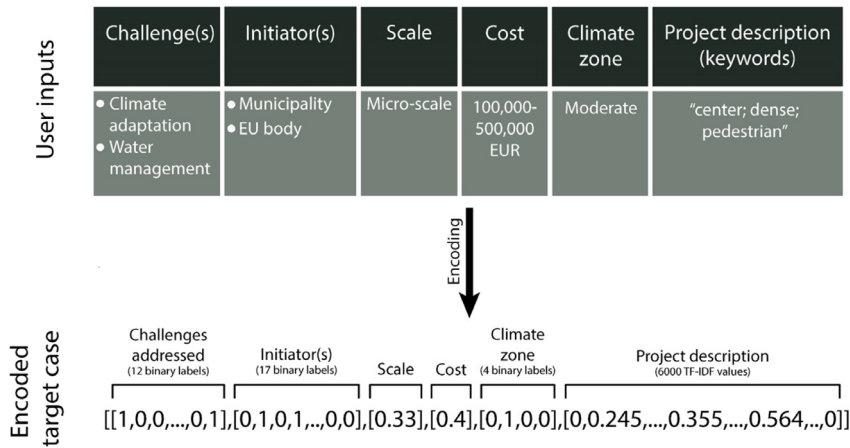 User inputs
Challenge(s)
Initiator(s)
Scale
Cost
Climate
zone
Project description
(keywords)
● Climate
adaptation
● Water
management
● Municipality
● EU body
Micro-scale
100,000-
500,000
EUR
Moderate
“center; dense;
pedestrian”
Encoding
Encoded
target case
Challenges
addressed
(12 binary labels)
Initiator(s)
(17 binary labels)
Scale
Cost
Climate
zone
(4 binary labels)
Project description
(6000 TF-IDF values)
[[1,0,0,...,0,1],[0,1,0,1,..,0,0],[0.33],[0.4],[0,1,0,0],[0,0.245,...,0.355,...,0.564,..,0]]